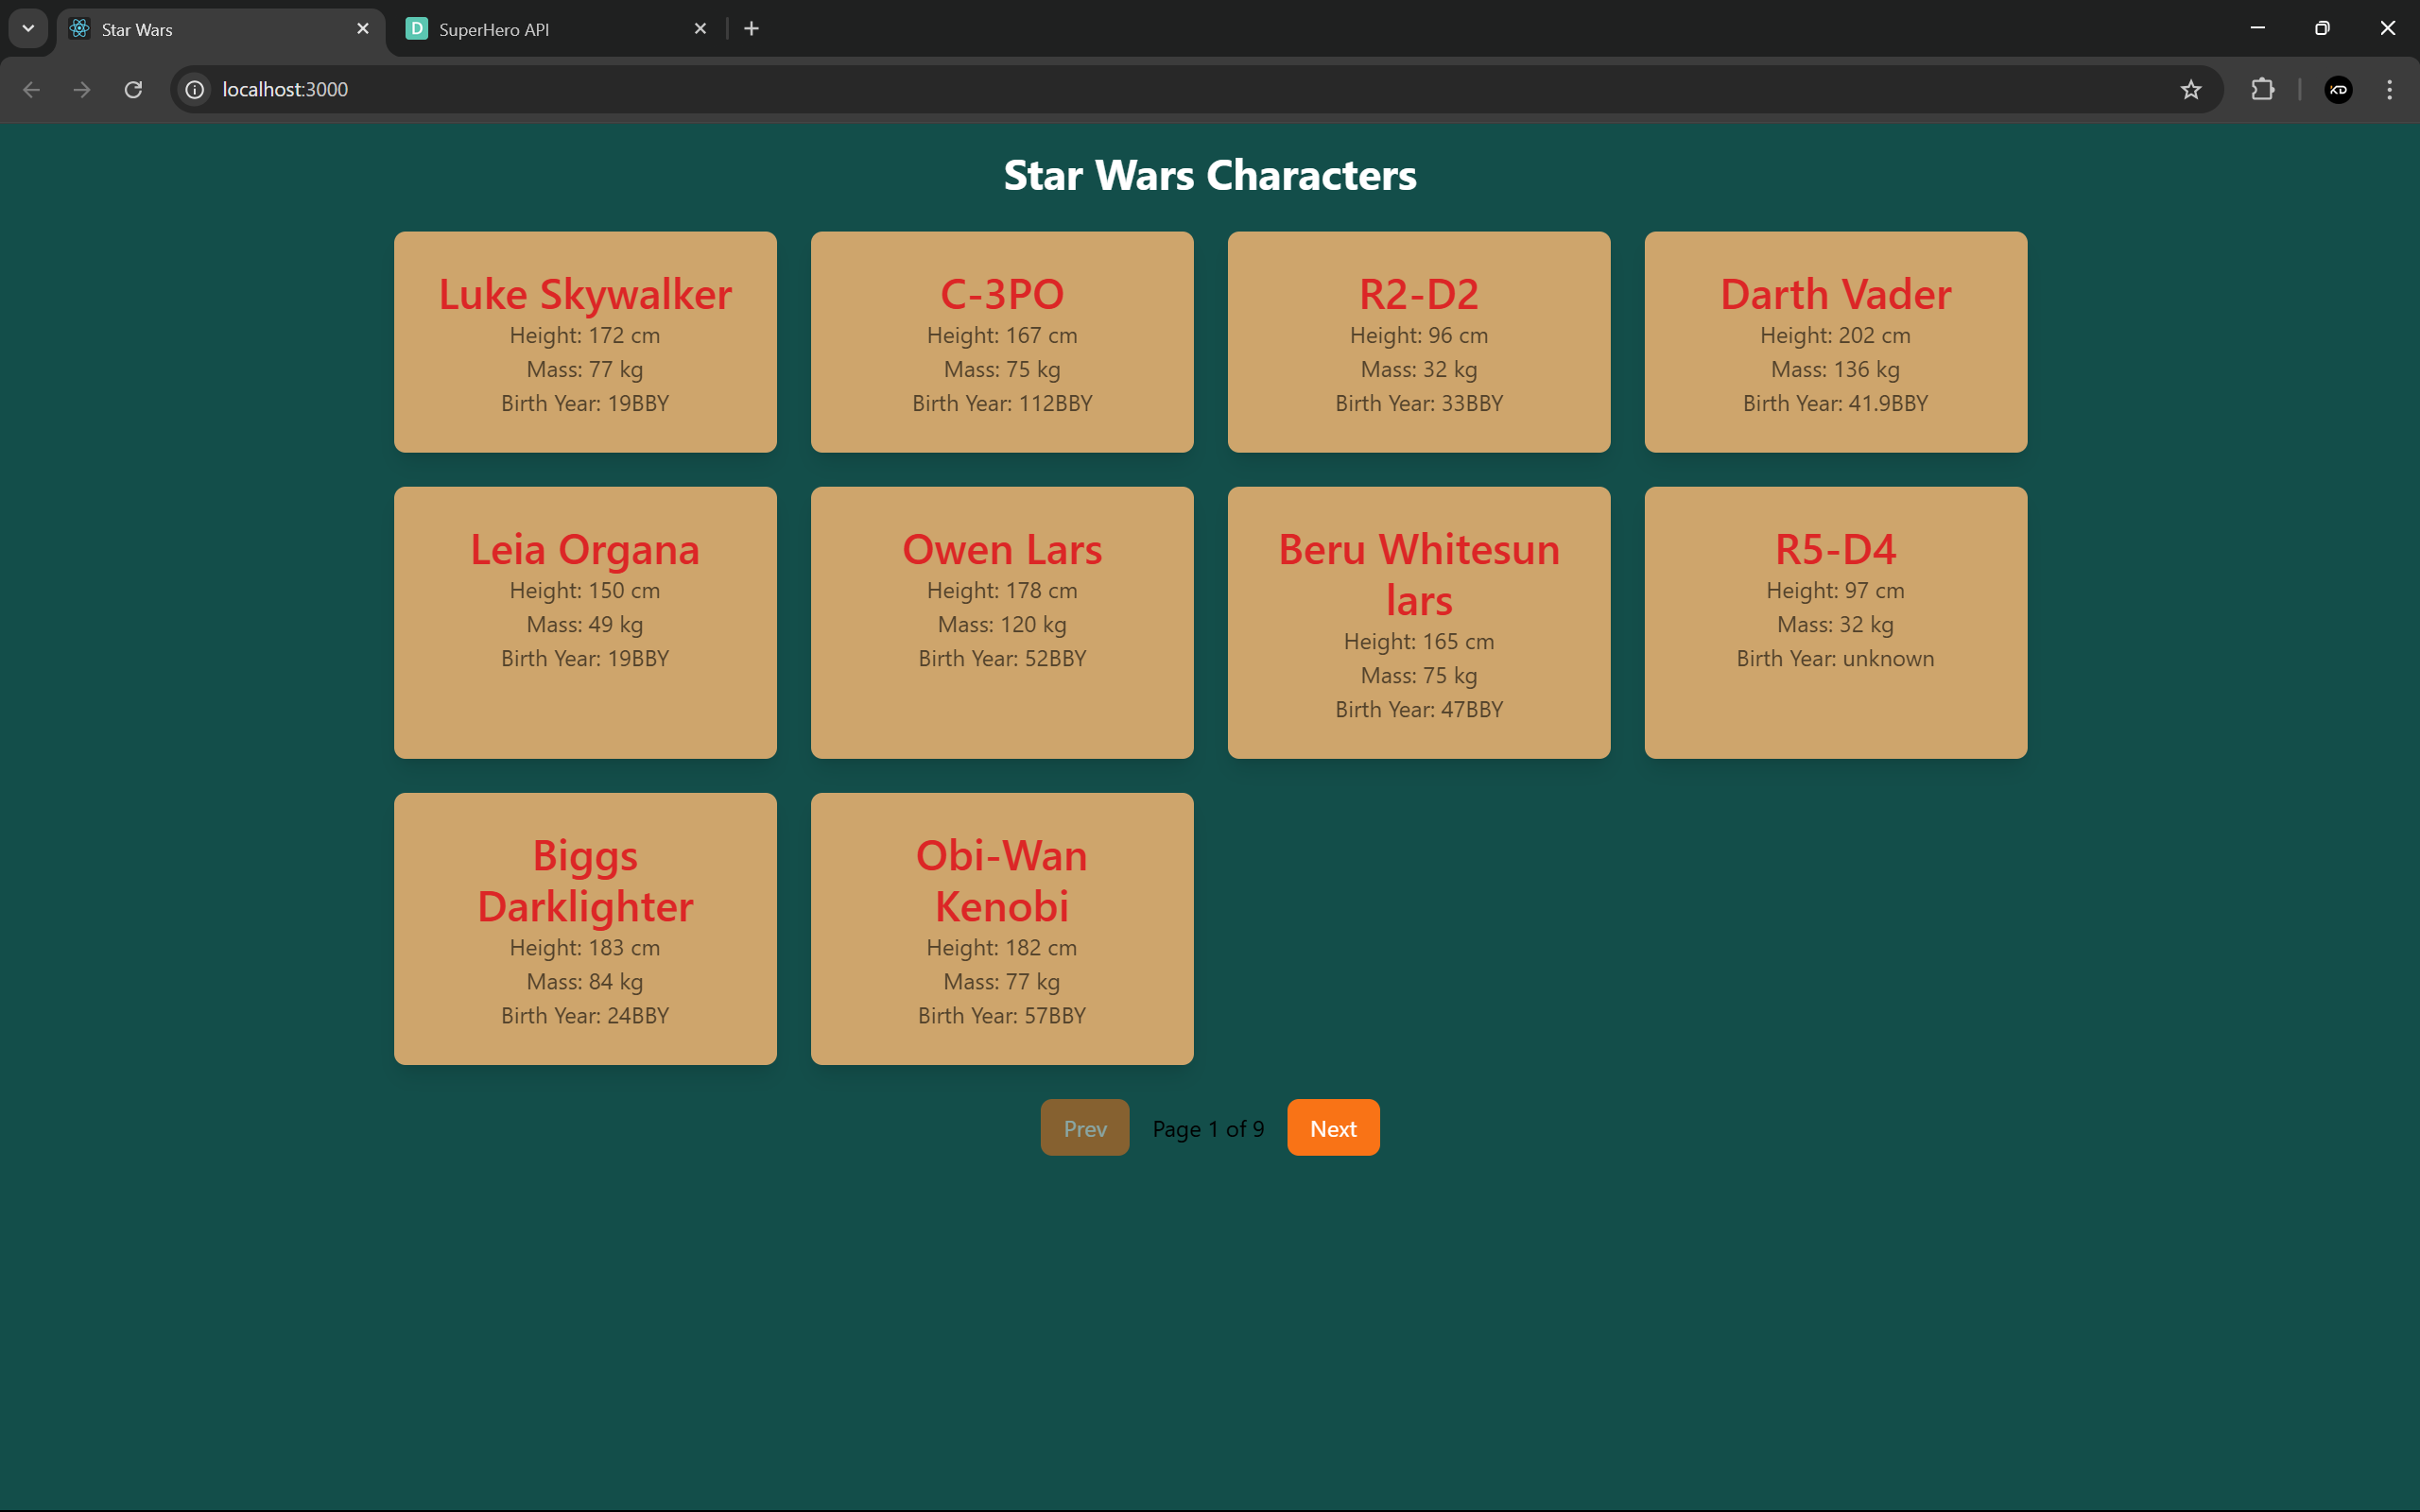 Star Wars
D SuperHero API
localhost:3000
KD
Star Wars Characters
Luke Skywalker
Height: 172 cm
Mass: 77 kg
Birth Year: 19BBY
C-3PO
Height: 167 cm
Mass: 75 kg
Birth Year: 112BBY
R2-D2
Height: 96 cm
Mass: 32 kg
Birth Year: 33BBY
Darth Vader
Height: 202 cm
Mass: 136 kg
Birth Year: 41.9BBY
Leia Organa
Height: 150 cm
Mass: 49 kg
Birth Year: 19BBY
Owen Lars
Height: 178 cm
Mass: 120 kg
Birth Year: 52BBY
Beru Whitesun
lars
Height: 165 cm
Mass: 75 kg
Birth Year: 47BBY
R5-D4
Height: 97 cm
Mass: 32 kg
Birth Year: unknown
Biggs
Darklighter
Height: 183 cm
Mass: 84 kg
Birth Year: 24BBY
Obi-Wan
Kenobi
Height: 182 cm
Mass: 77 kg
Birth Year: 57BBY
Prev Page 1 of 9 Next